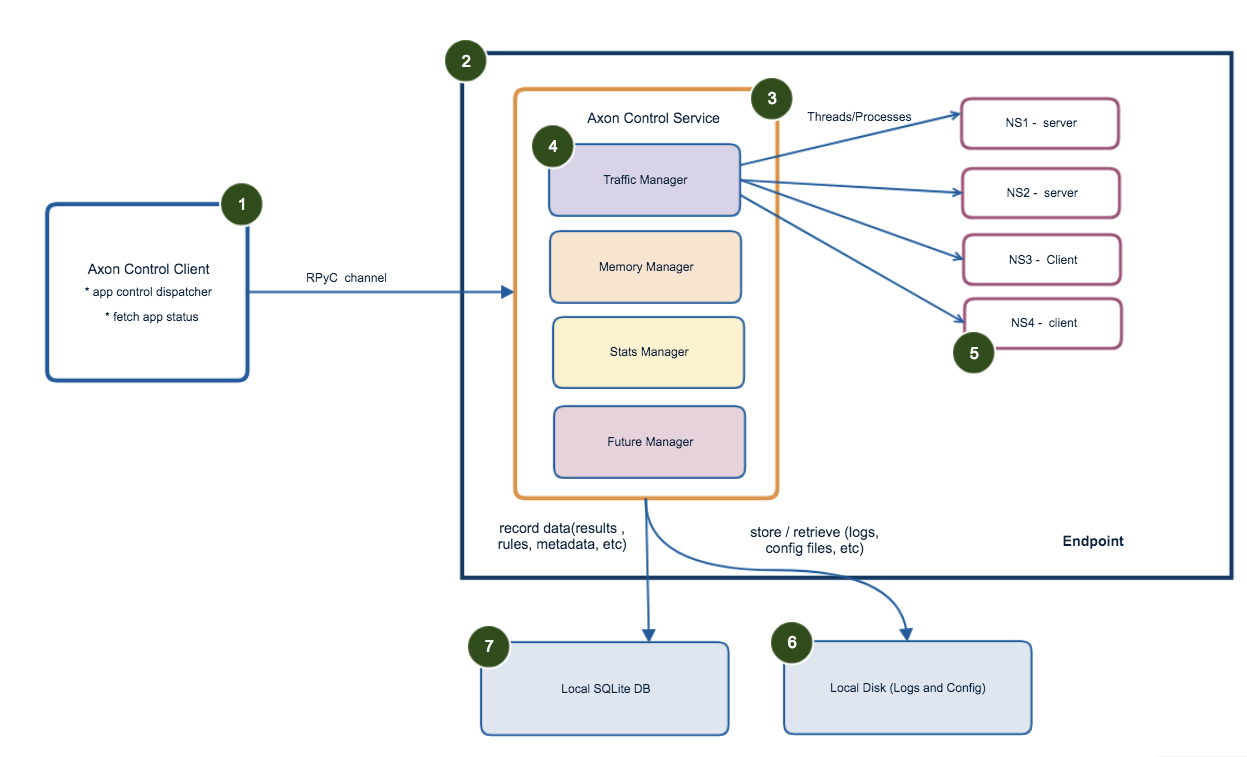 2
3
Axon Control Service
Threads/Processes
NS1 -  server
4
Traffic Manager
NS2 -  server
1
Axon Control Client
* app control dispatcher
* fetch app status
RPyC  channel
Memory Manager
NS3 -  Client
NS4 -  client
5
Stats Manager
Future Manager
record data(results ,
rules, metadata, etc)
store / retrieve (logs,
config files, etc)
Endpoint
7
Local SQLite DB
6
Local Disk (Logs and Config)